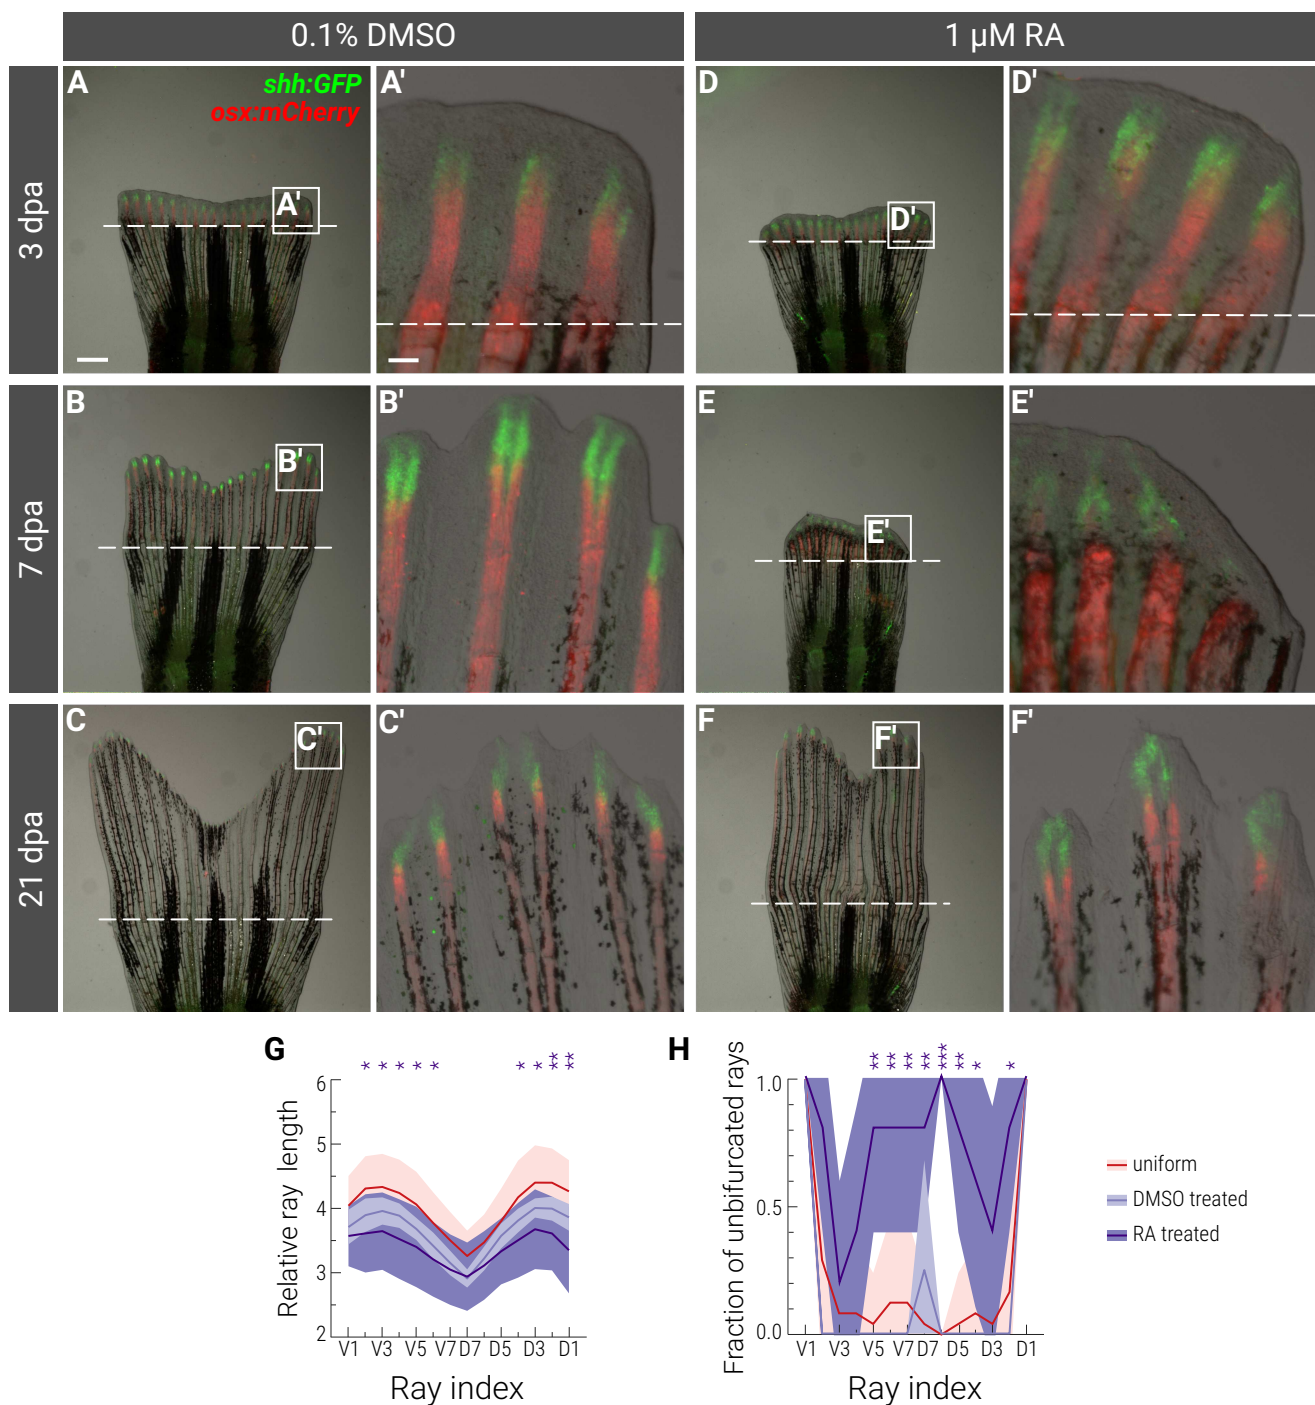 0.1% DMSO
1 µM RA
3 dpa
A
shh:GFP
osx:mCherry
A'
A'
D
D'
D'
7 dpa
B
B'
B'
E
E'
E'
21 dpa
C
C'
C'
F
F'
F'
G
* * * * * * * ** **
Relative ray length
6
5
4
3
2
V1 V3 V5 V7 D7 D5 D3 D1
Ray index
H
** ** ** ** *** ** * *
Fraction of unbifurcated rays
1.0
0.5
0.0
V1 V3 V5 V7 D7 D5 D3 D1
Ray index
uniform
DMSO treated
RA treated